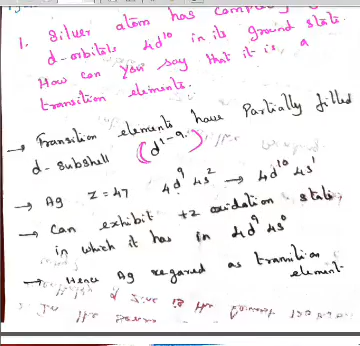 1. Silver atom has
d-orbitals 4d¹⁰ in its ground state.
How can you say that it is a
transition elements.
→ Transition elements have Partially filled
d-subshell (d¹⁻⁹)
→ Ag Z=47 4d⁹ 4s² → 4d¹⁰ 4s¹
→ Can exhibit +2 oxidation state
in which it has in 4d⁹ 4s⁰
→ Hence Ag regarded as transition
element